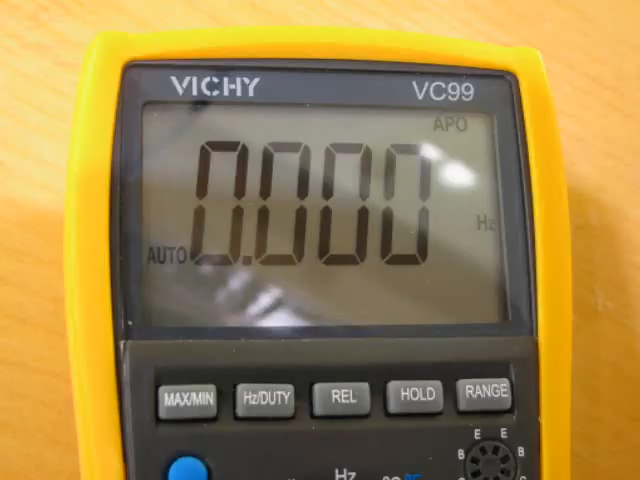 VICHY VC99
APO
0.000
Hz
AUTO
MAX/MIN Hz/DUTY REL HOLD RANGE
E E
B B
Hz